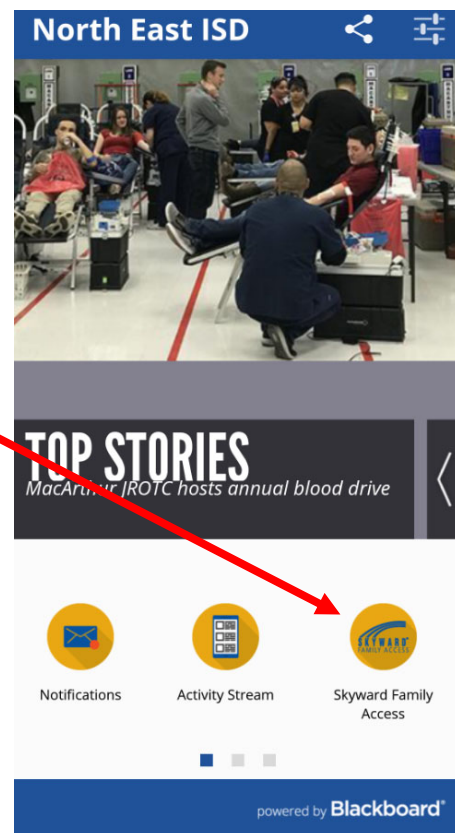 North East ISD
TOP STORIES
MacArthur JROTC hosts annual blood drive
SKYWARD
FAMILY ACCESS
Notifications
Activity Stream
Skyward Family
Access
powered by Blackboard